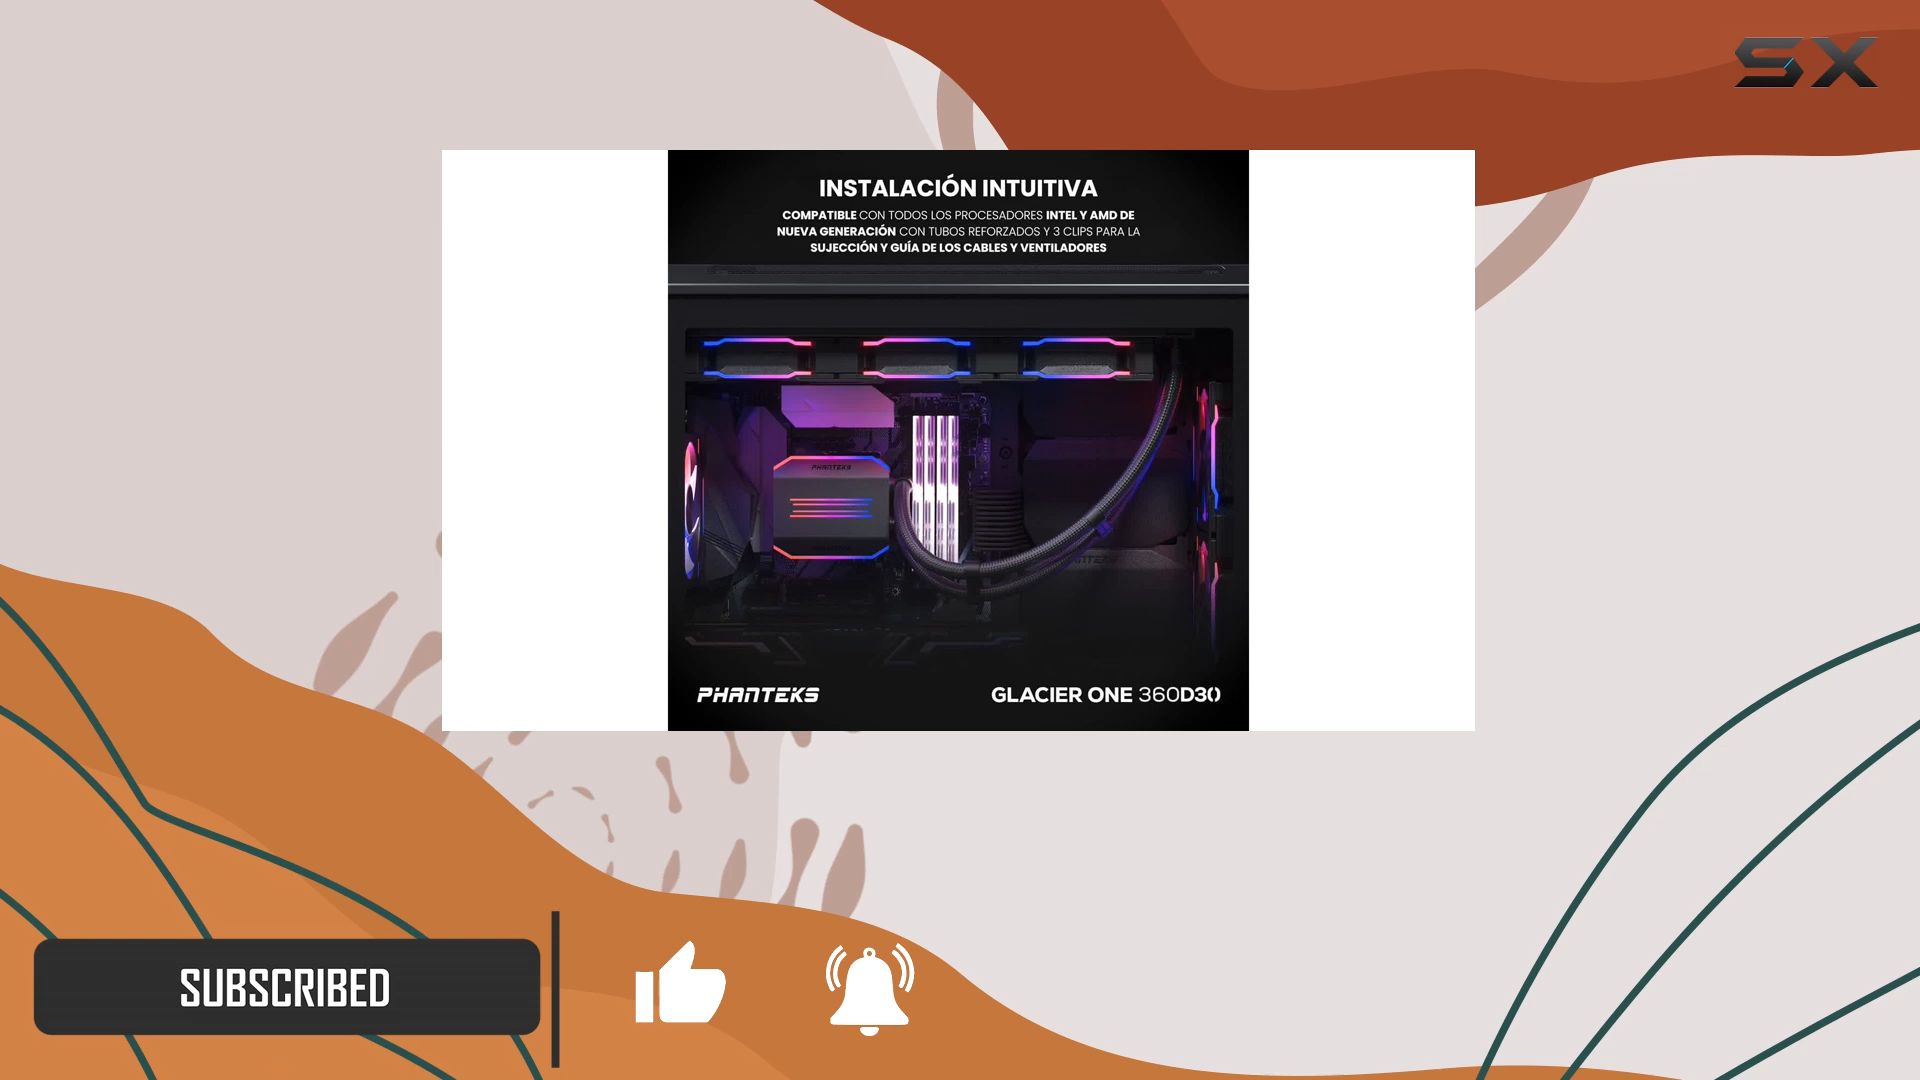 SX
INSTALACIÓN INTUITIVA
COMPATIBLE CON TODOS LOS PROCESADORES INTEL Y AMD DE
NUEVA GENERACIÓN CON TUBOS REFORZADOS Y 3 CLIPS PARA LA
SUJECCIÓN Y GUÍA DE LOS CABLES Y VENTILADORES
PHANTEKS
PHANTEKS
GLACIER ONE 360D30
SUBSCRIBED